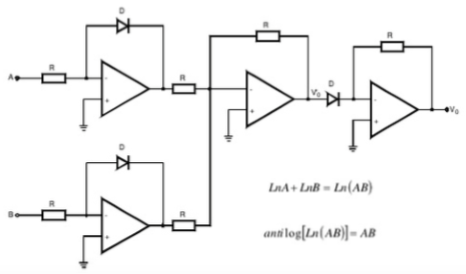 D
R
D
R
R
R
A
- 
+
-
+
V₀
-
+
V₀
D
B
R
-
+
R
LnA + LnB = Ln(AB)
antilog[Ln(AB)] = AB